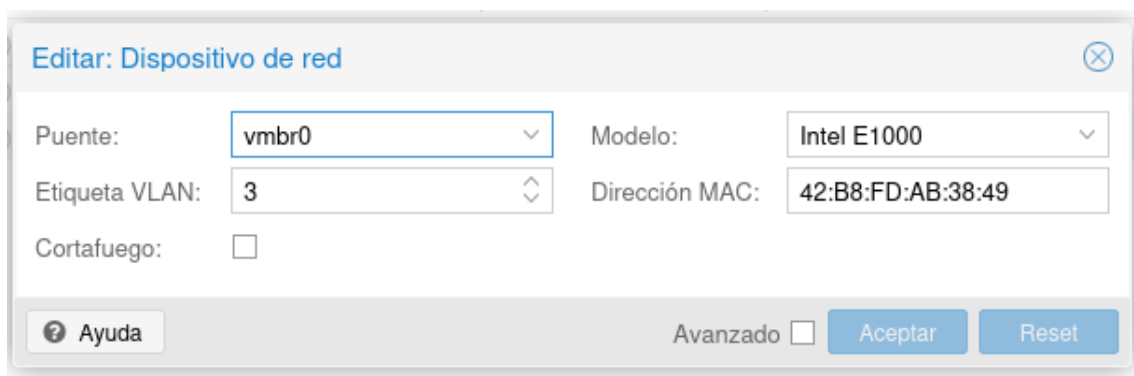 Editar: Dispositivo de red
Puente: vmbr0 Modelo: Intel E1000
Etiqueta VLAN: 3 Dirección MAC: 42:B8:FD:AB:38:49
Cortafuego:
Ayuda Avanzado Aceptar Reset